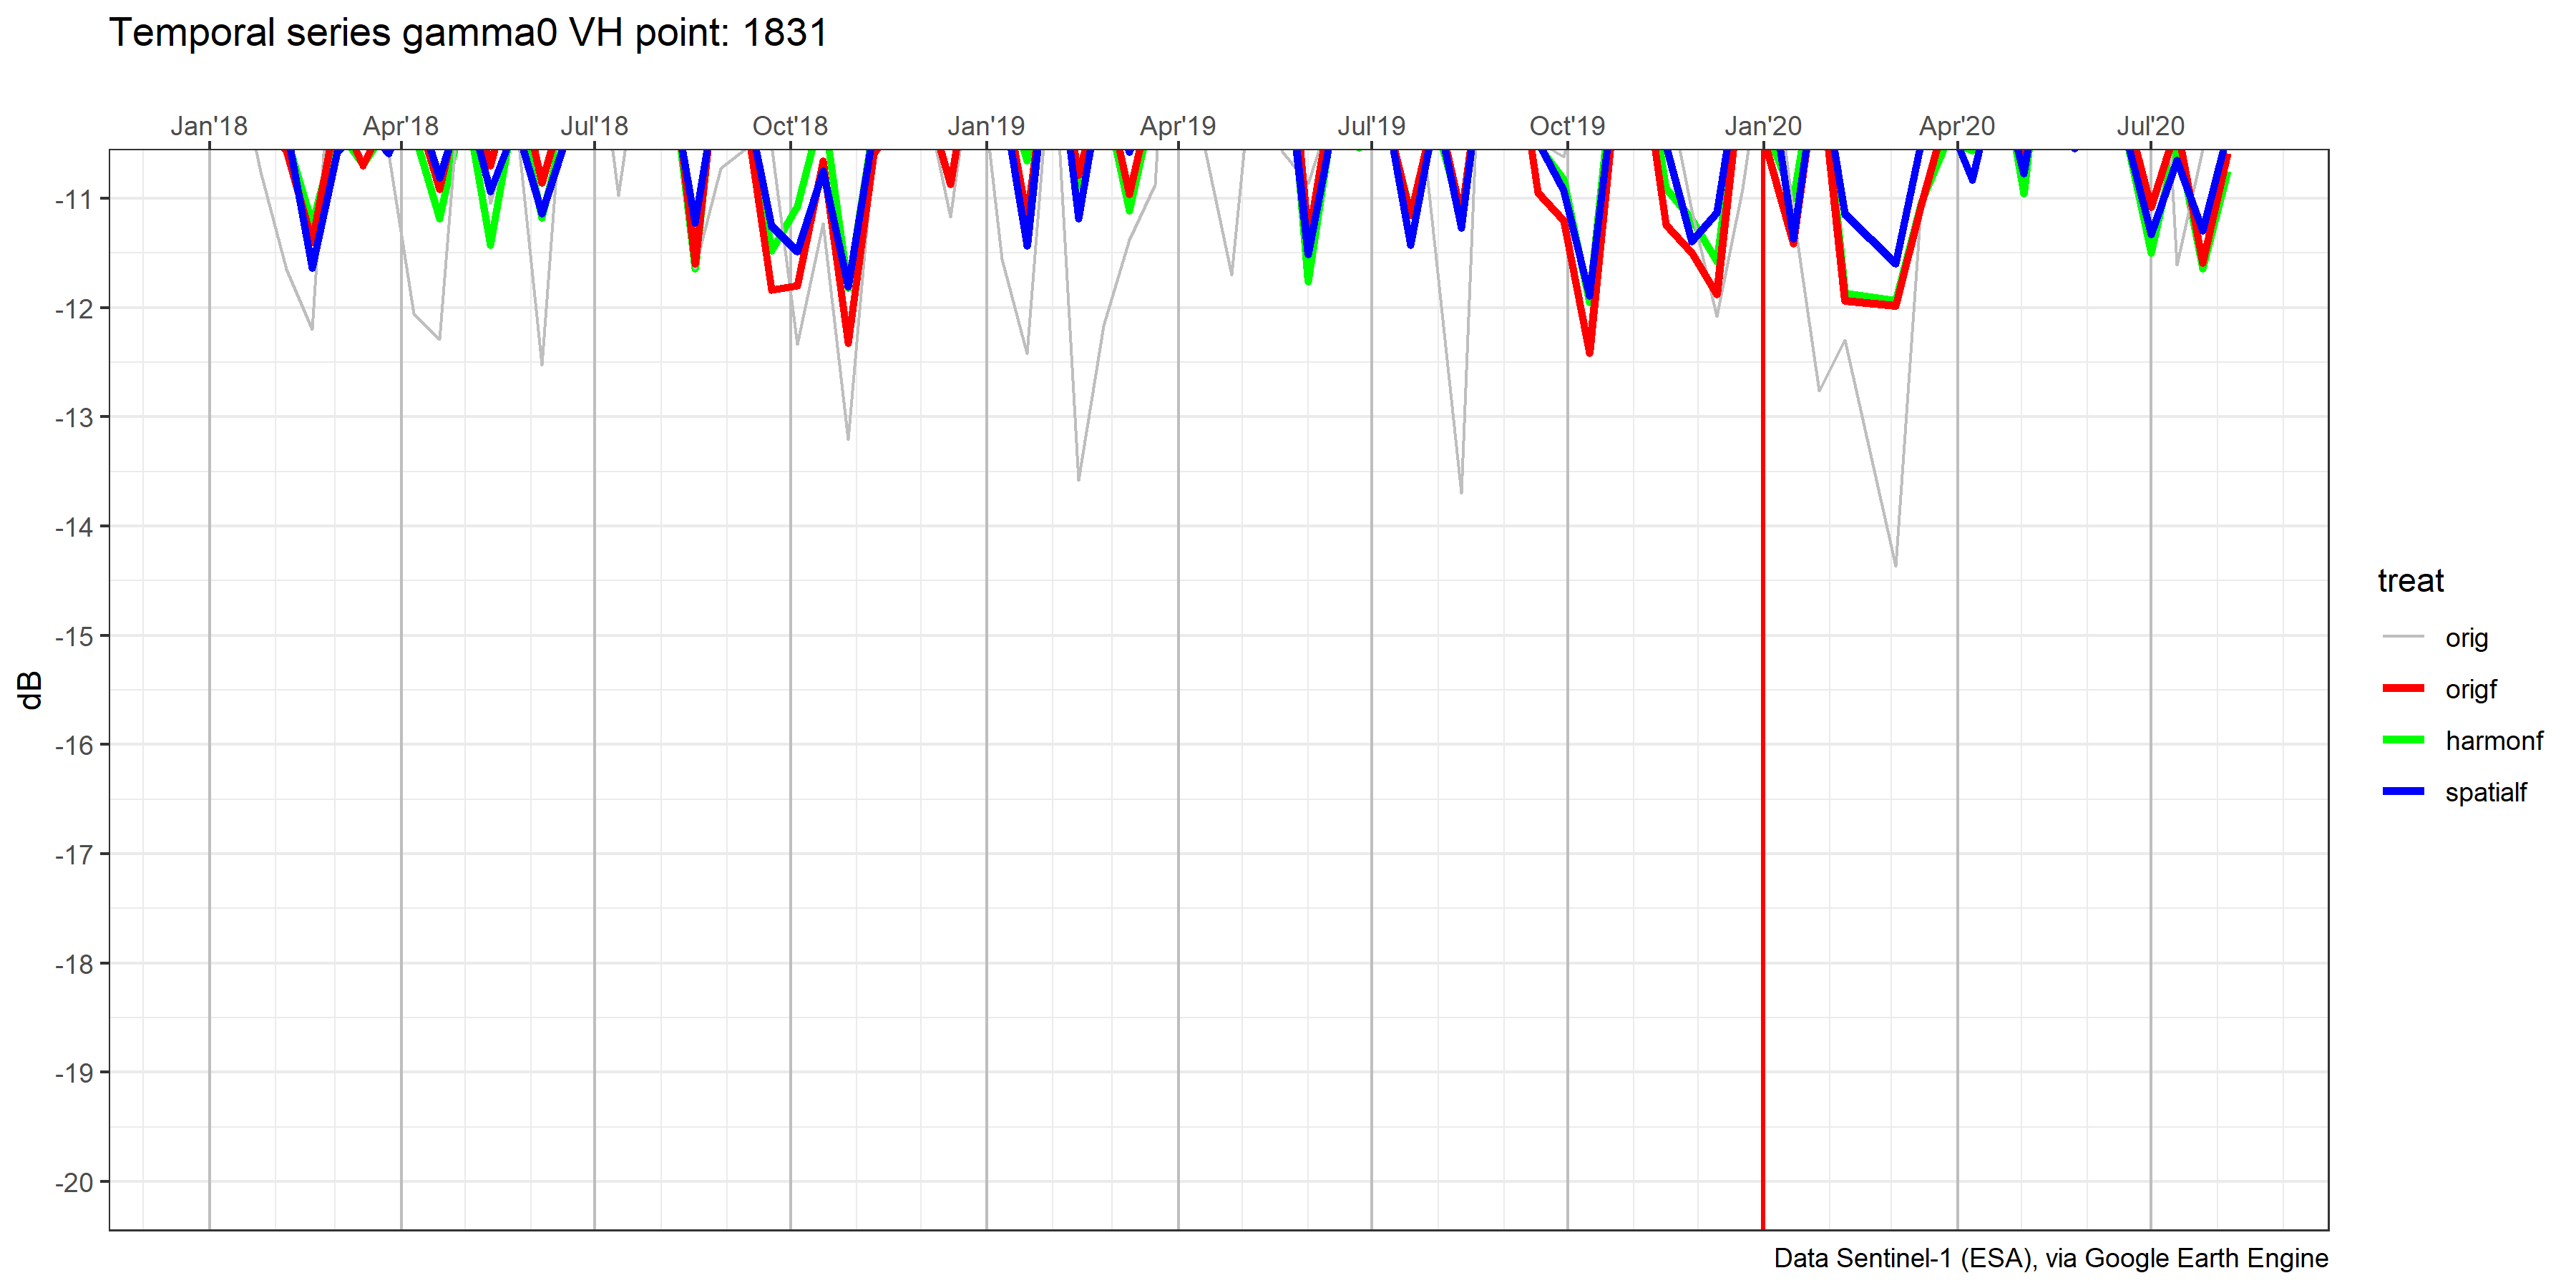 Temporal series gamma0 VH point: 1831
Jan'18 Apr'18 Jul'18 Oct'18 Jan'19 Apr'19 Jul'19 Oct'19 Jan'20 Apr'20 Jul'20
-11
-12
-13
-14
-15
-16
-17
-18
-19
-20
dB
treat
orig
origf
harmonf
spatialf
Data Sentinel-1 (ESA), via Google Earth Engine